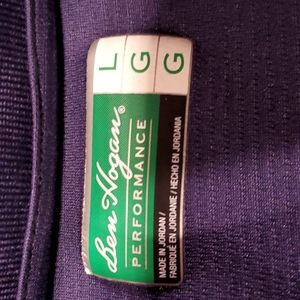 L G G
Ben Hogan®
PERFORMANCE
MADE IN JORDAN /
FABRIQUÉ EN JORDANIE / HECHO EN JORDANIA